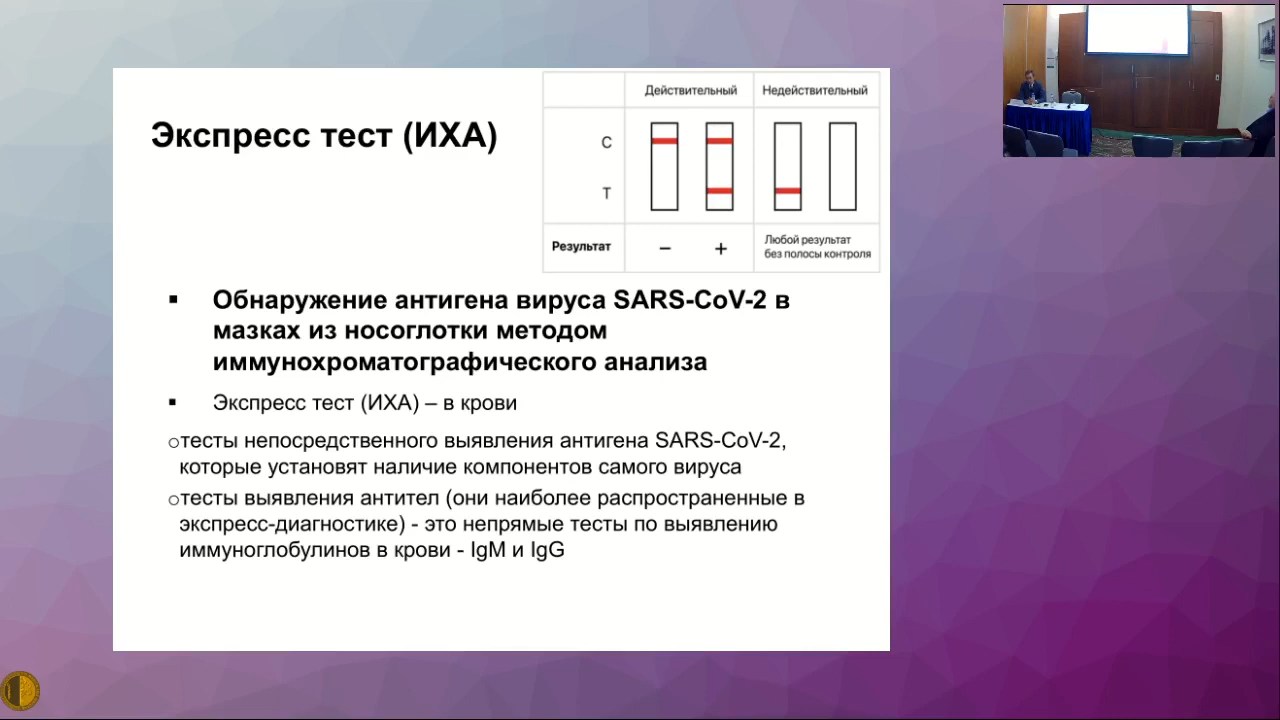 Экспресс тест (ИХА)
Действительный Недействительный
C
T
Результат – + Любой результат
без полосы контроля
▪ Обнаружение антигена вируса SARS-CoV-2 в
мазках из носоглотки методом
иммунохроматографического анализа
▪ Экспресс тест (ИХА) – в крови
○тесты непосредственного выявления антигена SARS-CoV-2,
которые установят наличие компонентов самого вируса
○тесты выявления антител (они наиболее распространенные в
экспресс-диагностике) - это непрямые тесты по выявлению
иммуноглобулинов в крови - IgM и IgG